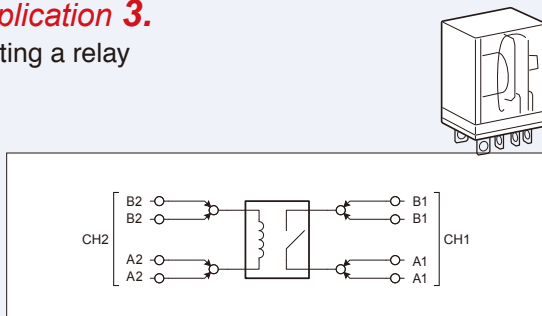 plication 3.
ting a relay
B2
B2
CH2
A2
A2
B1
B1
CH1
A1
A1